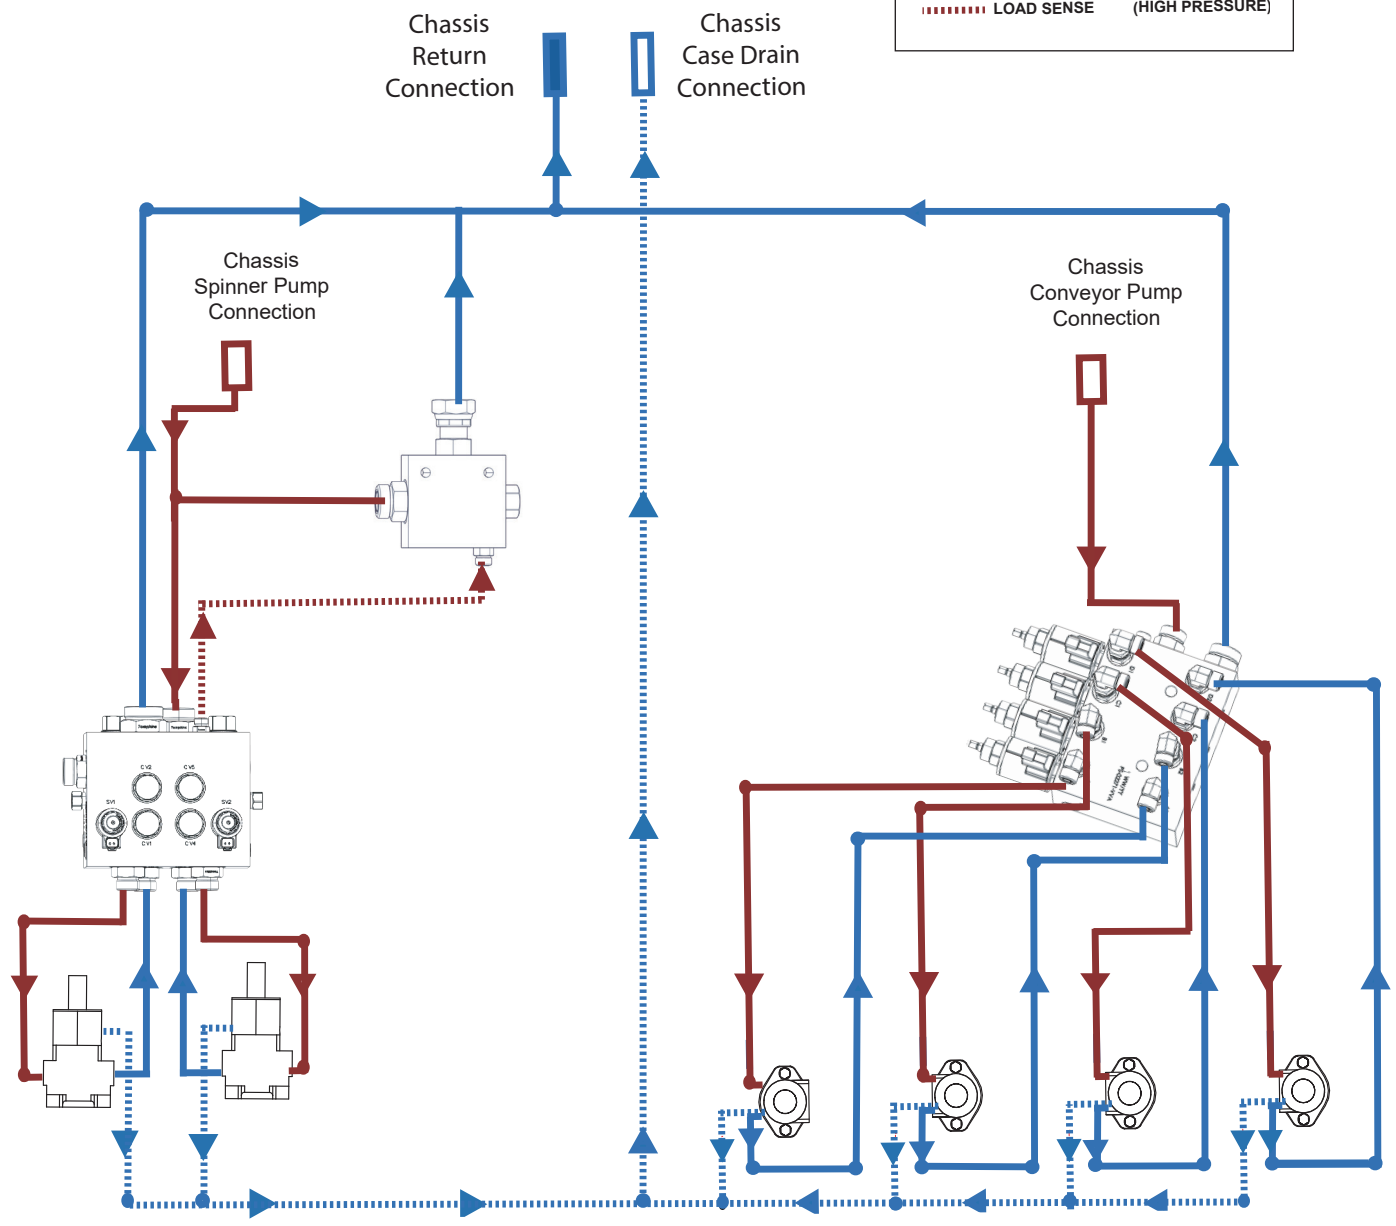 LOAD SENSE (HIGH PRESSURE)
Chassis
Return
Connection
Chassis
Case Drain
Connection
Chassis
Spinner Pump
Connection
Chassis
Conveyor Pump
Connection
CV2 CV5
SV1 SV2
CV1 CV4